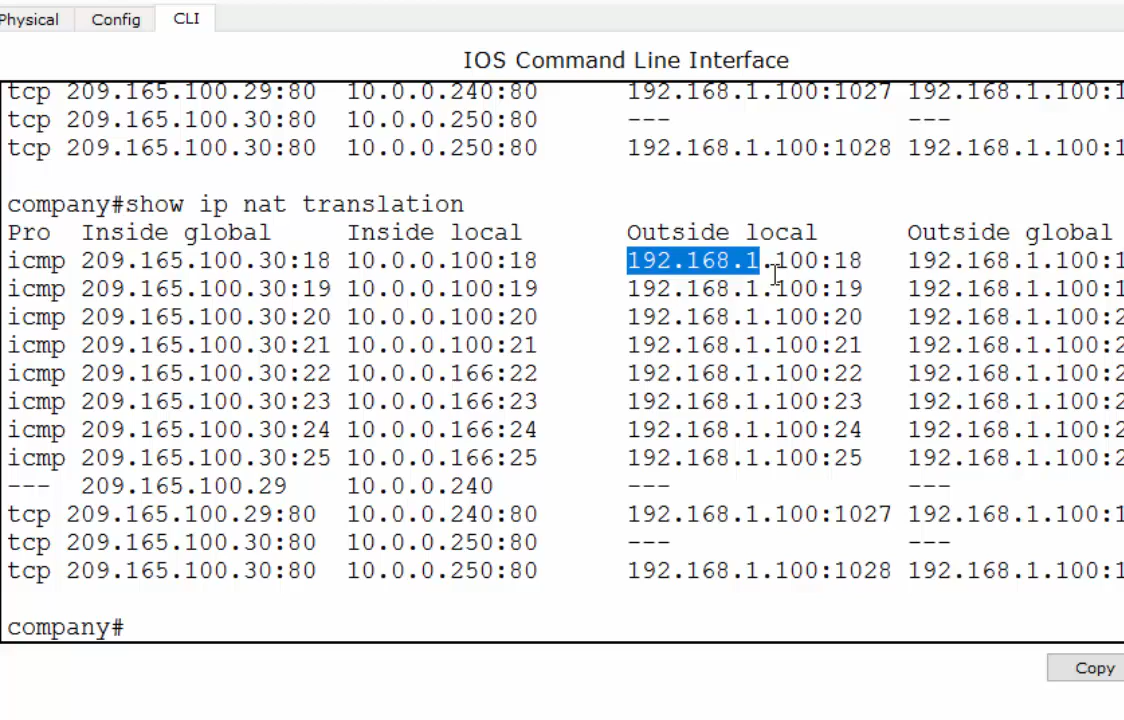 Physical Config CLI
IOS Command Line Interface
tcp 209.165.100.29:80 10.0.0.240:80 192.168.1.100:1027 192.168.1.100:1
tcp 209.165.100.30:80 10.0.0.250:80 --- ---
tcp 209.165.100.30:80 10.0.0.250:80 192.168.1.100:1028 192.168.1.100:1
company#show ip nat translation
Pro Inside global Inside local Outside local Outside global
icmp 209.165.100.30:18 10.0.0.100:18 192.168.1.100:18 192.168.1.100:1
icmp 209.165.100.30:19 10.0.0.100:19 192.168.1.100:19 192.168.1.100:1
icmp 209.165.100.30:20 10.0.0.100:20 192.168.1.100:20 192.168.1.100:2
icmp 209.165.100.30:21 10.0.0.100:21 192.168.1.100:21 192.168.1.100:2
icmp 209.165.100.30:22 10.0.0.166:22 192.168.1.100:22 192.168.1.100:2
icmp 209.165.100.30:23 10.0.0.166:23 192.168.1.100:23 192.168.1.100:2
icmp 209.165.100.30:24 10.0.0.166:24 192.168.1.100:24 192.168.1.100:2
icmp 209.165.100.30:25 10.0.0.166:25 192.168.1.100:25 192.168.1.100:2
--- 209.165.100.29 10.0.0.240 --- ---
tcp 209.165.100.29:80 10.0.0.240:80 192.168.1.100:1027 192.168.1.100:1
tcp 209.165.100.30:80 10.0.0.250:80 --- ---
tcp 209.165.100.30:80 10.0.0.250:80 192.168.1.100:1028 192.168.1.100:1
company#
Copy